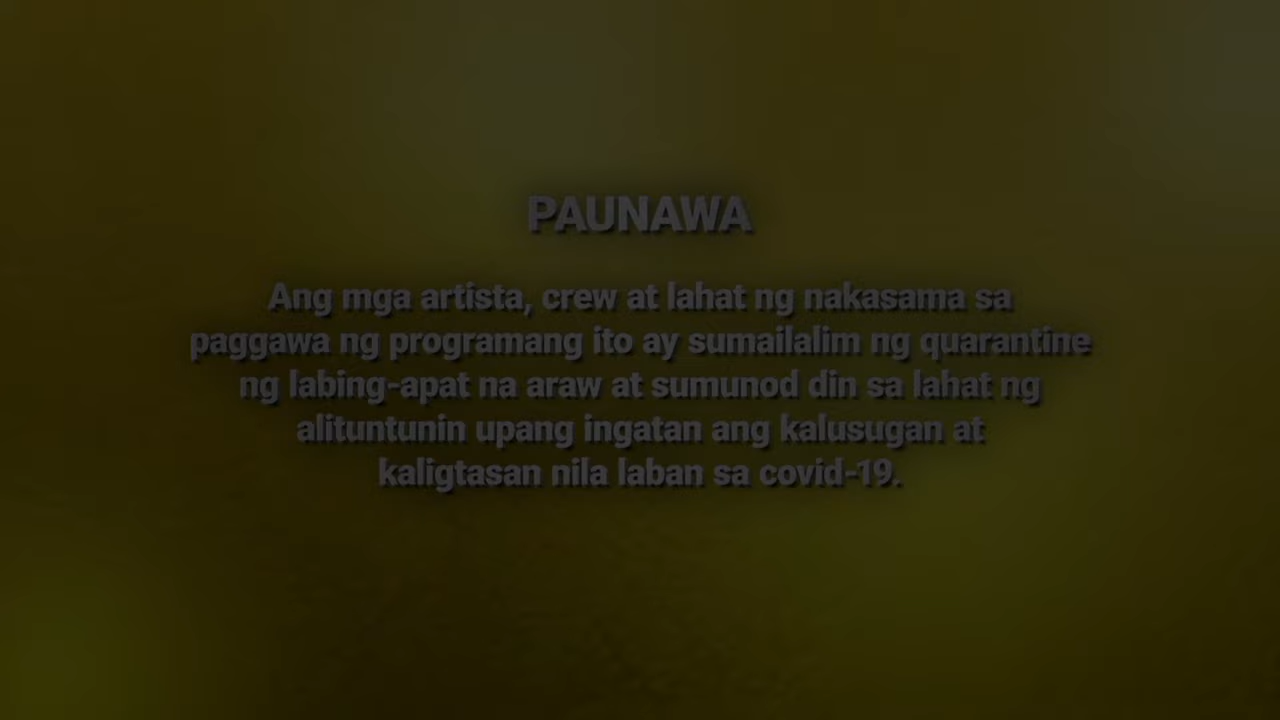 PAUNAWA
Ang mga artista, crew at lahat ng nakasama sa
paggawa ng programang ito ay sumailalim ng quarantine
ng labing-apat na araw at sumunod din sa lahat ng
alituntunin upang ingatan ang kalusugan at
kaligtasan nila laban sa covid-19.